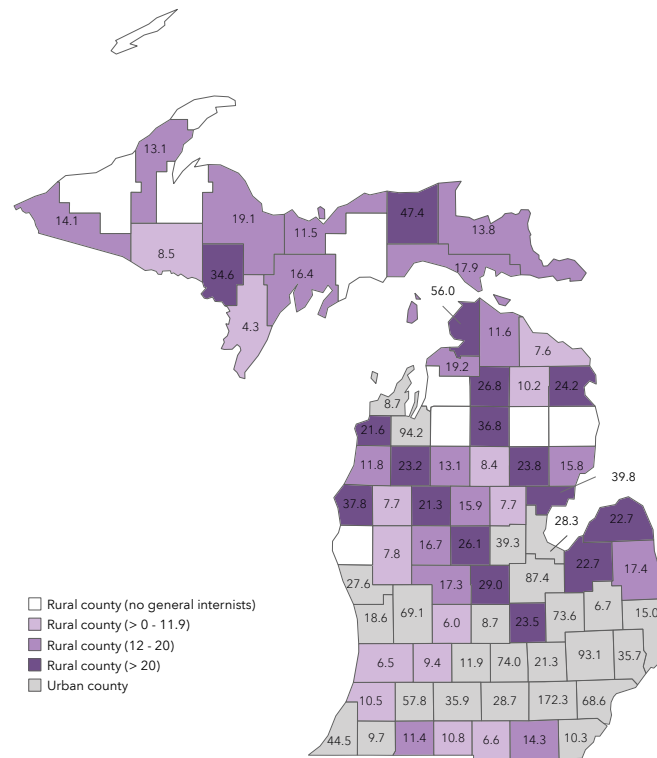 13.1
14.1
8.5
19.1
34.6
4.3
11.5
16.4
47.4
13.8
17.9
56.0
11.6
7.6
19.2
26.8 10.2 24.2
8.7
21.6 94.2 36.8
11.8 23.2 13.1 8.4 23.8 15.8
39.8
37.8 7.7 21.3 15.9 7.7
28.3
22.7
7.8 16.7 26.1 39.3
22.7 17.4
27.6 17.3 29.0 87.4
18.6 69.1 6.0 8.7 23.5 73.6 6.7 15.0
6.5 9.4 11.9 74.0 21.3 93.1 35.7
10.5 57.8 35.9 28.7 172.3 68.6
44.5 9.7 11.4 10.8 6.6 14.3 10.3
Rural county (no general internists)
Rural county (> 0 - 11.9)
Rural county (12 - 20)
Rural county (> 20)
Urban county